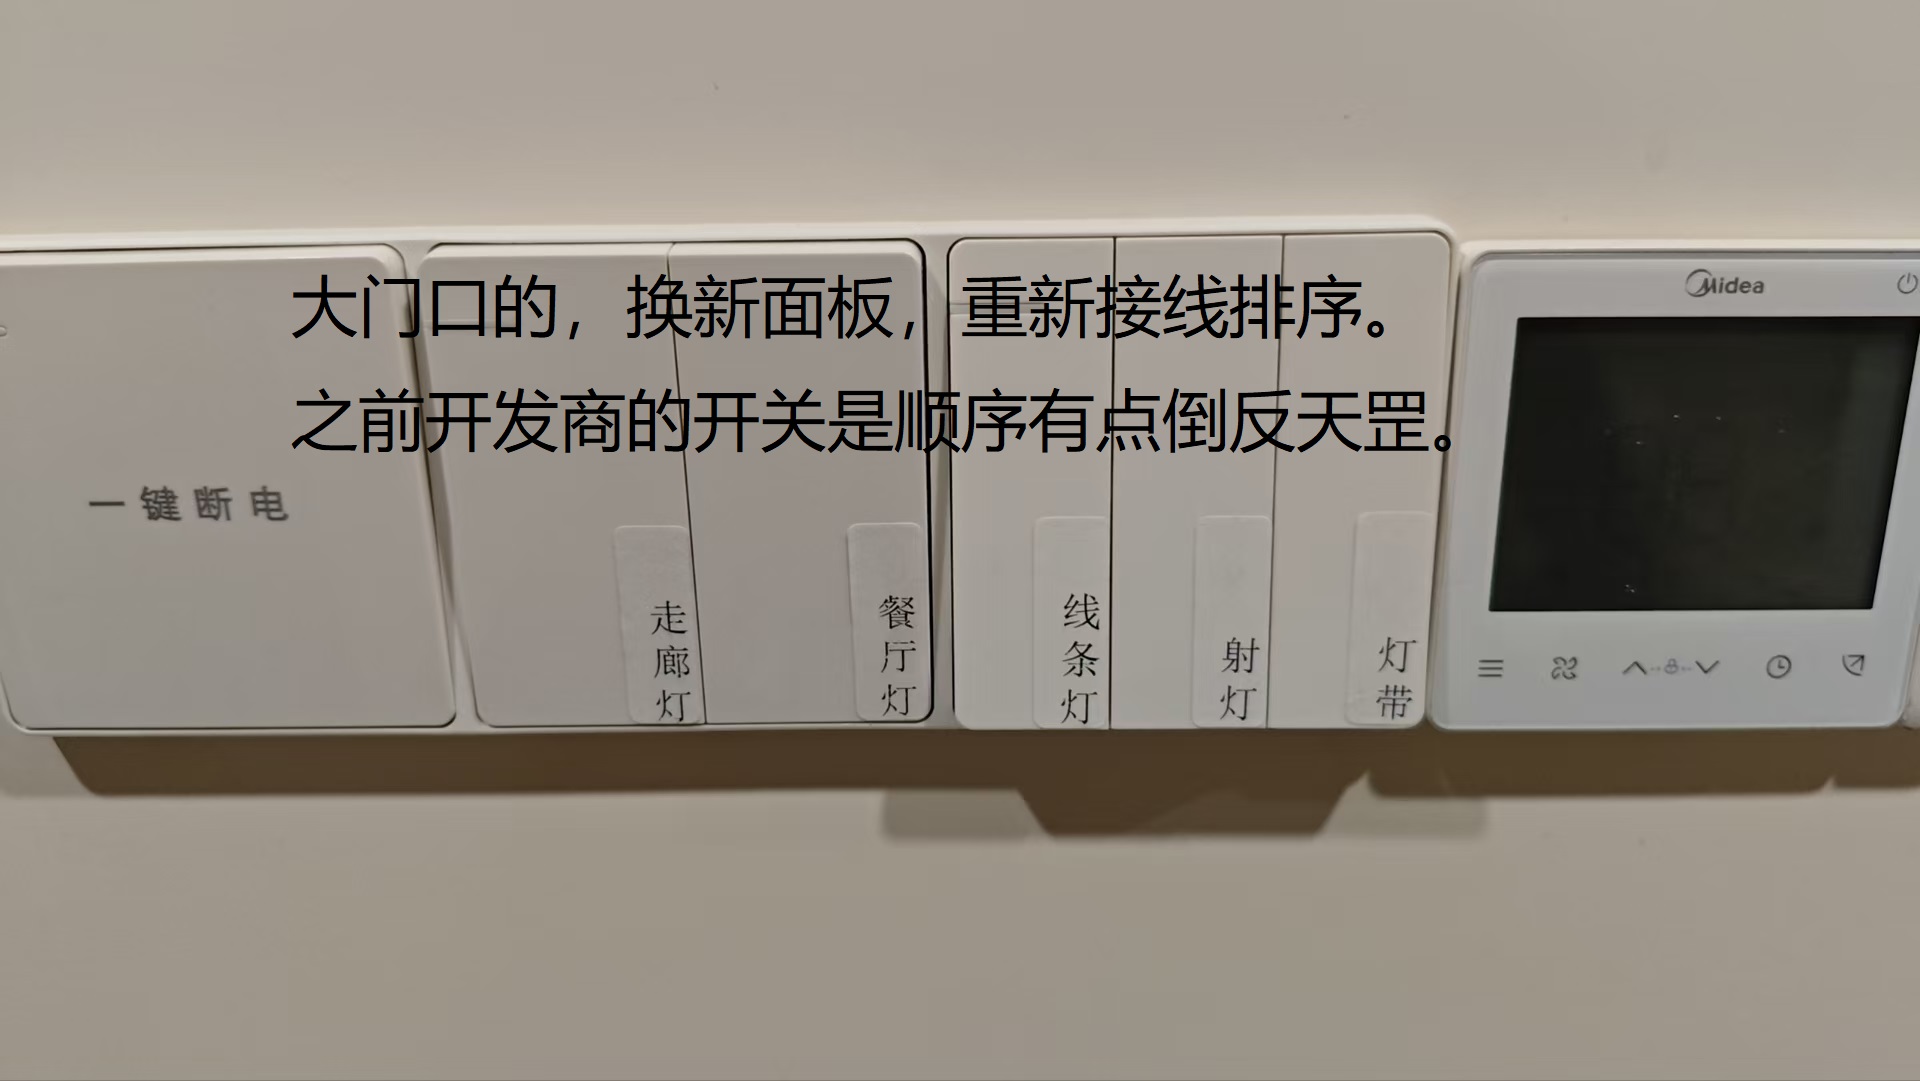 大门口的，换新面板，重新接线排序。
之前开发商的开关是顺序有点倒反天罡。
一键断电
走廊灯
餐厅灯
线条灯
射灯
灯带
Midea